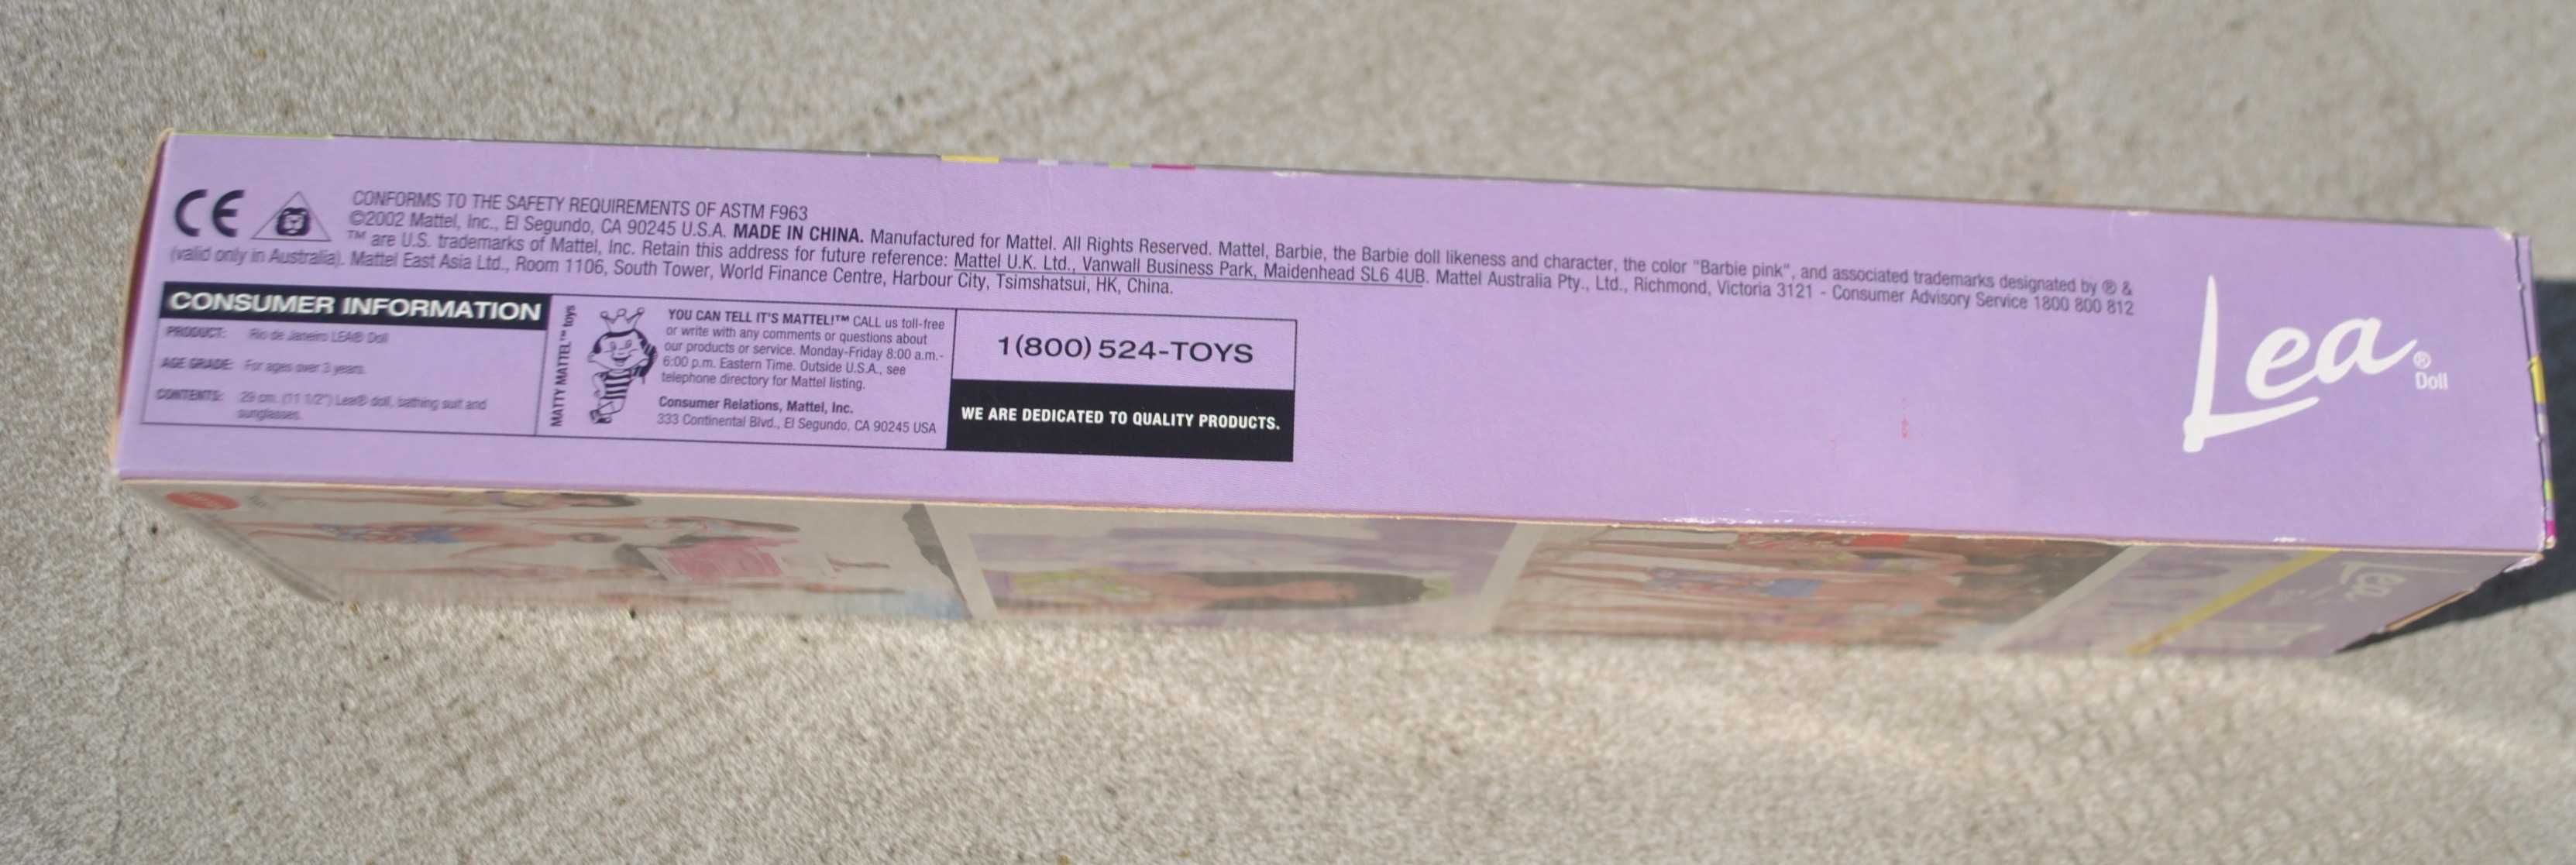 CE
CONFORMS TO THE SAFETY REQUIREMENTS OF ASTM F963
©2002 Mattel, Inc., El Segundo, CA 90245 U.S.A. MADE IN CHINA. Manufactured for Mattel. All Rights Reserved. Mattel, Barbie, the Barbie doll likeness and character, the color "Barbie pink", and associated trademarks designated by ® &
™ are U.S. trademarks of Mattel, Inc. Retain this address for future reference: Mattel U.K. Ltd., Vanwall Business Park, Maidenhead SL6 4UB. Mattel Australia Pty., Ltd., Richmond, Victoria 3121 - Consumer Advisory Service 1800 800 812
(valid only in Australia). Mattel East Asia Ltd., Room 1106, South Tower, World Finance Centre, Harbour City, Tsimshatsui, HK, China.
CONSUMER INFORMATION
PRODUCT: Rio de Janeiro LEA® Doll
AGE GRADE: For ages over 3 years.
CONTENTS: 29 cm. (11 1/2") Lea® doll, bathing suit and
sunglasses.
MATTY MATTEL™ toys
YOU CAN TELL IT'S MATTEL!™ CALL us toll-free
or write with any comments or questions about
our products or service. Monday-Friday 8:00 a.m.-
6:00 p.m. Eastern Time. Outside U.S.A., see
telephone directory for Mattel listing.
Consumer Relations, Mattel, Inc.
333 Continental Blvd., El Segundo, CA 90245 USA
1(800) 524-TOYS
WE ARE DEDICATED TO QUALITY PRODUCTS.
Lea®
Doll
Lea